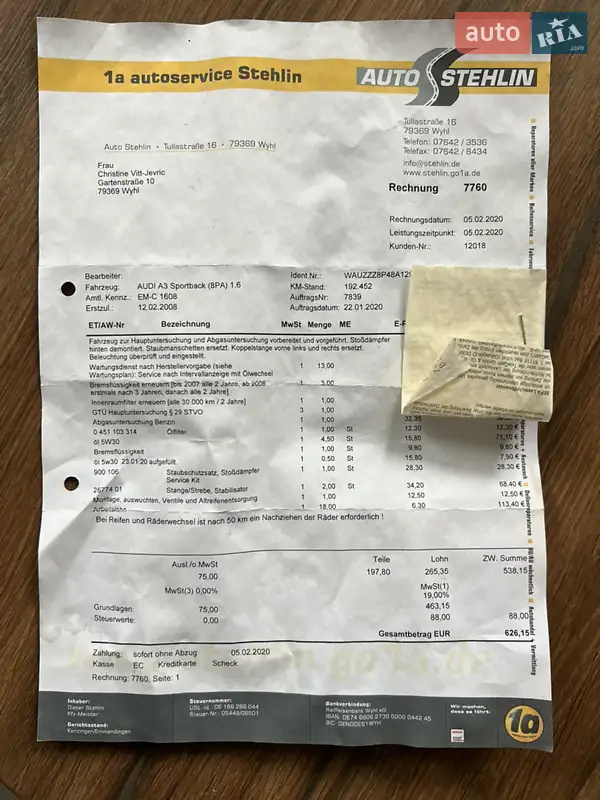 auto RIA .com
1a autoservice Stehlin
AUTO STEHLIN
Tullastraße 16
79369 Wyhl
Telefon: 07642 / 3536
Telefax: 07642 / 8434
info@stehlin.de
www.stehlin.go1a.de
Auto Stehlin • Tullastraße 16 • 79369 Wyhl
Frau
Christine Vitt-Jevric
Gartenstraße 10
79369 Wyhl
Rechnung 7760
Rechnungsdatum: 05.02.2020
Leistungszeitpunkt: 05.02.2020
Kunden-Nr.: 12018
Bearbeiter:
Fahrzeug: AUDI A3 Sportback (8PA) 1.6
Amtl. Kennz.: EM-C 1608
Erstzul.: 12.02.2008
Ident.Nr.: WAUZZZ8P48A129
KM-Stand: 192.452
AuftragsNr: 7839
Auftragsdatum: 22.01.2020
ET/AW-Nr Bezeichnung MwSt Menge ME
Fahrzeug zur Hauptuntersuchung und Abgasuntersuchung vorbereitet und vorgeführt. Stoßdämpfer
hinten demontiert, Staubmanschetten ersetzt. Koppelstange vorne links und rechts ersetzt.
Beleuchtung überprüft und eingestellt.
Wartungsdienst nach Herstellervorgabe (siehe 1 13,00
Wartungsplan): Service nach Intervallanzeige mit Ölwechsel
Bremsflüssigkeit erneuern [bis 2007 alle 2 Jahre, ab 2008 1 3,00
erstmals nach 3 Jahren, danach alle 2 Jahre]
Innenraumfilter erneuern [alle 30.000 km / 2 Jahre] 1 1,00
GTÜ Hauptuntersuchung § 29 STVO 3 1,00
Abgasuntersuchung Benzin 1 1,00 32,35
0 451 103 314 Ölfilter 1 1,00 St 12,30 12,30 €
öl 5W30 1 4,50 St 15,80 71,10 €
Bremsflüssigkeit 1 1,00 St 9,80 9,80 €
öl 5w30 23.01.20 aufgefüllt 1 0,50 St 15,80 7,90 €
900 106 Staubschutzsatz, Stoßdämpfer 1 1,00 St 28,30 28,30 €
Service Kit
26774 01 Stange/Strebe, Stabilisator 1 2,00 St 34,20 68,40 €
Montage, auswuchten, Ventile und Altreifenentsorgung 1 1,00 12,50 12,50 €
Arbeitslohn 1 18,00 6,30 113,40 €
Bei Reifen und Räderwechsel ist nach 50 km ein Nachziehen der Räder erforderlich !
Teile Lohn ZW. Summe
Ausl./o.MwSt 197,80 265,35 538,15
75,00
MwSt(1)
MwSt(3) 0,00% 19,00%
Grundlagen: 75,00 463,15
Steuerwerte: 0,00 88,00 88,00
Gesamtbetrag EUR 626,15
Zahlung: sofort ohne Abzug 05.02.2020
Kasse EC Kreditkarte Scheck
Rechnung: 7760, Seite: 1
Inhaber:
Dieter Stehlin
Kfz-Meister
Gerichtsstand:
Kenzingen/Emmendingen
Steuernummer:
Bankverbindung:
Raiffeisenbank Wyhl eG
BIC: GENODE61WYH
Wir machen,
dass es fährt.
1a